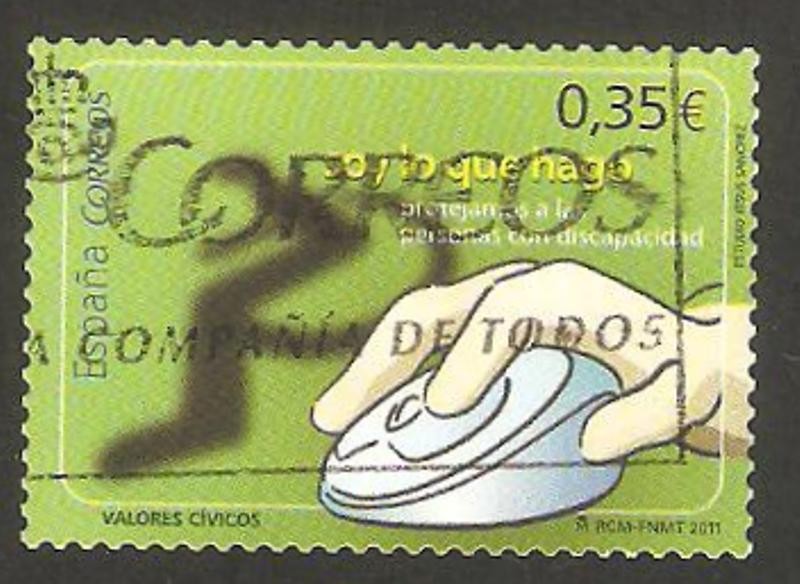 0,35 €
CORREOS
soy lo que hago
protejamos a las
personas con discapacidad
España CORREOS
A COMPAÑÍA DE TODOS
VALORES CÍVICOS
RCM-FNMT 2011